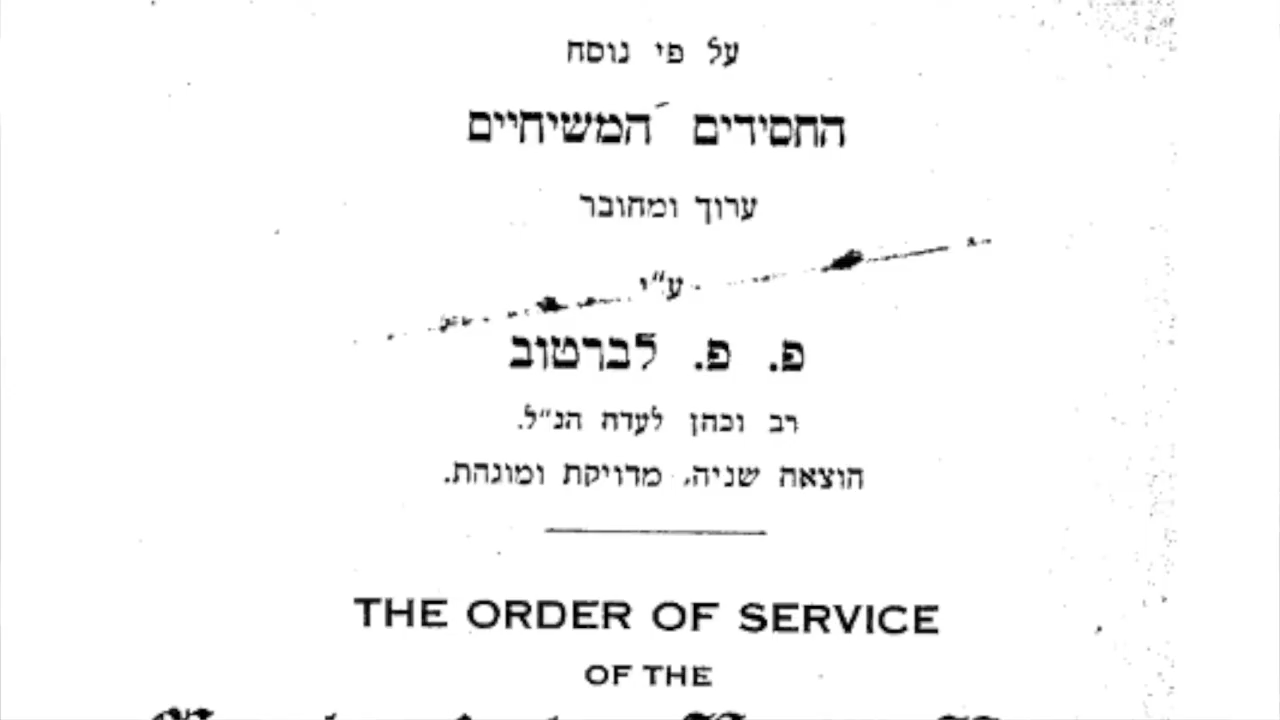 על פי נוסח
החסידים המשיחיים
ערוך ומחובר
ע"י
פ. פ. לברטוב
רב וכהן לעדה הנ"ל.
הוצאת שניה, מדויקת ומוגהת.
THE ORDER OF SERVICE
OF THE